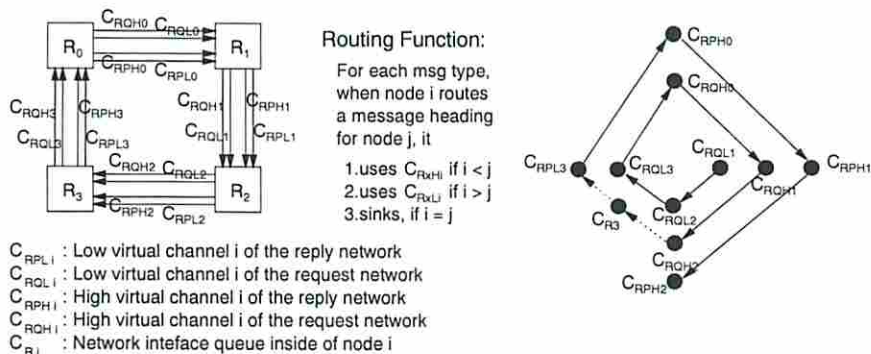 C_RQH0 C_RQL0
R_0 R_1
C_RPH0 C_RPL0
C_RQH3 C_RPH3 C_RQH1 C_RPH1
C_RQL3 C_RPL3 C_RQL1 C_RPL1
C_RQH2 C_RQL2
R_3 R_2
C_RPH2 C_RPL2
Routing Function:
For each msg type,
when node i routes
a message heading
for node j, it
1.uses C_RxHi if i < j
2.uses C_RxLi if i > j
3.sinks, if i = j
C_RPH0
C_RQH0
C_RPL3 C_RQL3 C_RQL1 C_RQH1 C_RPH1
C_R3 C_RQL2
C_RQH2
C_RPH2
C_RPL i : Low virtual channel i of the reply network
C_RQL i : Low virtual channel i of the request network
C_RPH i : High virtual channel i of the reply network
C_RQH i : High virtual channel i of the request network
C_R i : Network inteface queue inside of node i